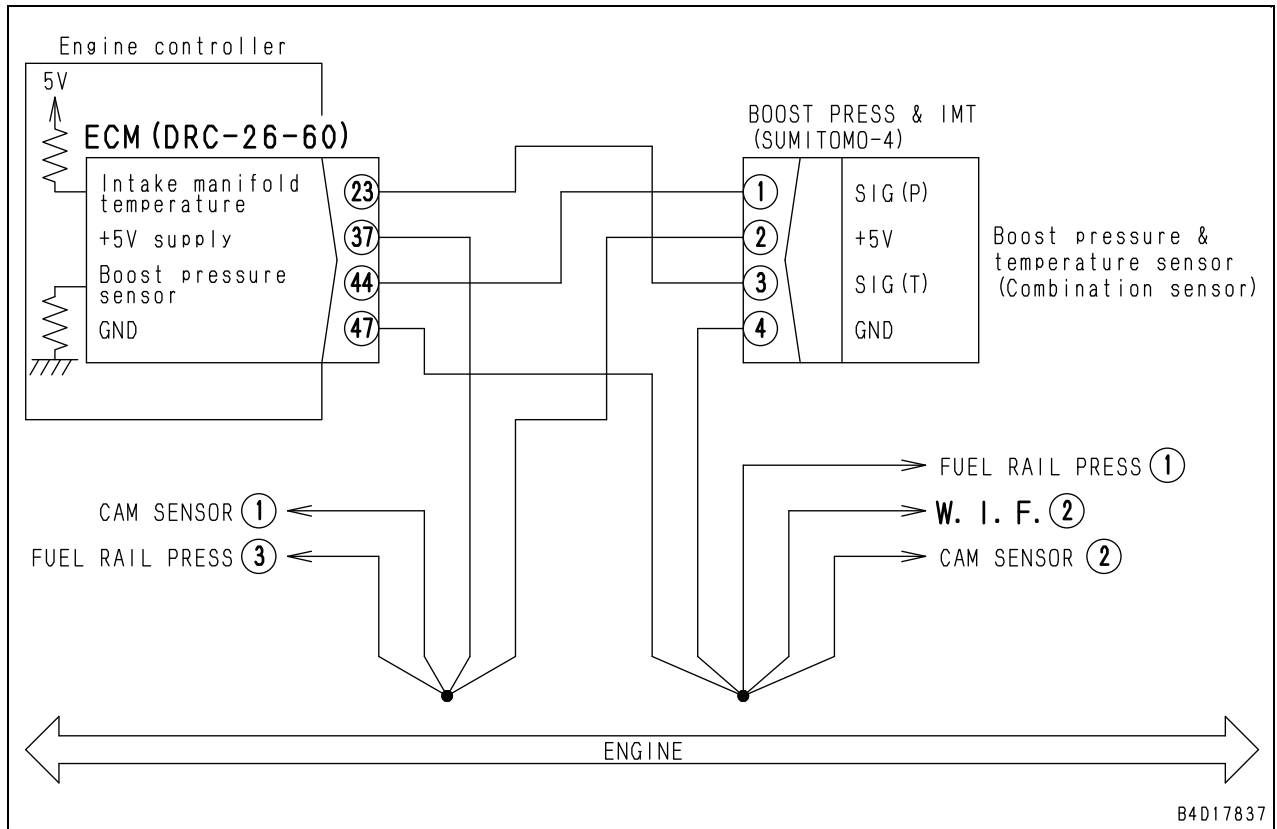 Engine controller
5V
ECM(DRC-26-60)
Intake manifold
temperature
23
+5V supply
37
Boost pressure
sensor
44
GND
47
BOOST PRESS & IMT
(SUMITOMO-4)
1
SIG(P)
2
+5V
3
SIG(T)
4
GND
Boost pressure &
temperature sensor
(Combination sensor)
CAM SENSOR 1
FUEL RAIL PRESS 3
FUEL RAIL PRESS 1
W. I. F. 2
CAM SENSOR 2
ENGINE
B4D17837